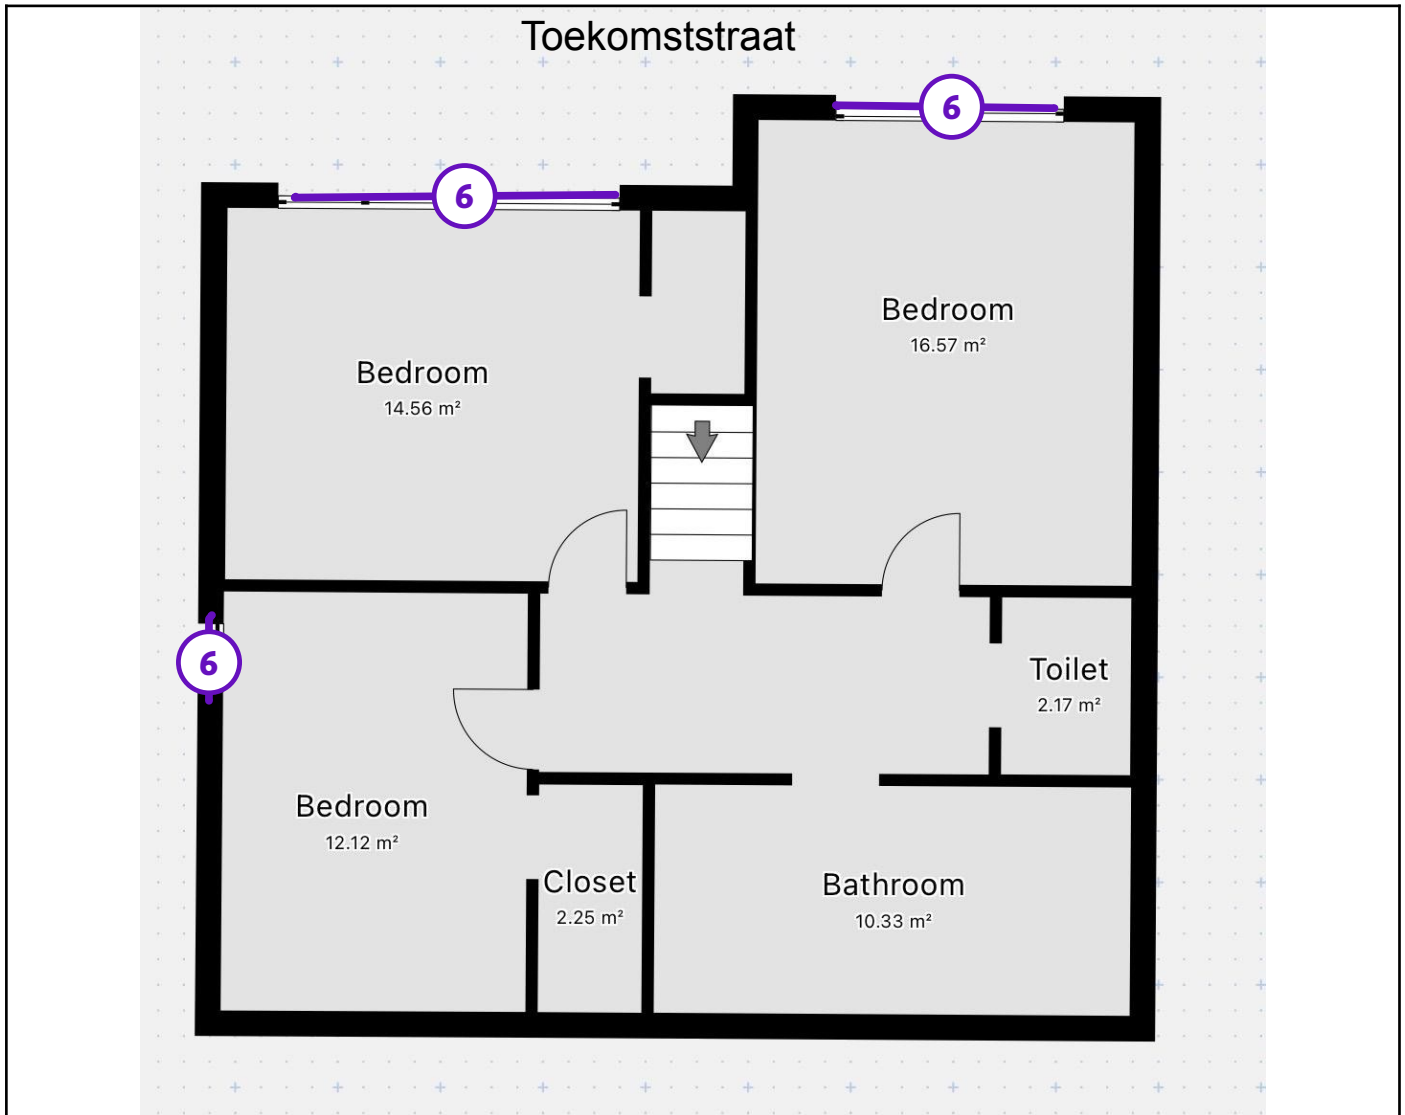 Toekomststraat
6
6
Bedroom
16.57 m²
Bedroom
14.56 m²
6
Toilet
2.17 m²
Bedroom
12.12 m²
Closet
2.25 m²
Bathroom
10.33 m²